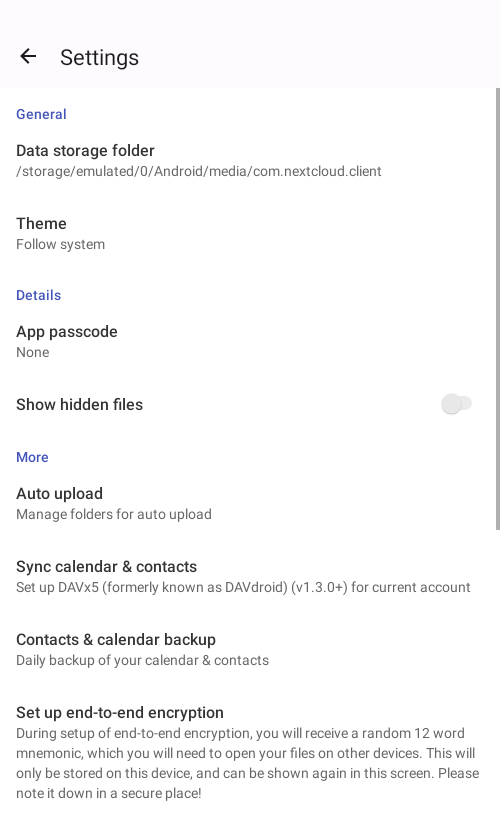 Settings
General
Data storage folder
/storage/emulated/0/Android/media/com.nextcloud.client
Theme
Follow system
Details
App passcode
None
Show hidden files
More
Auto upload
Manage folders for auto upload
Sync calendar & contacts
Set up DAVx5 (formerly known as DAVdroid) (v1.3.0+) for current account
Contacts & calendar backup
Daily backup of your calendar & contacts
Set up end-to-end encryption
During setup of end-to-end encryption, you will receive a random 12 word
mnemonic, which you will need to open your files on other devices. This will
only be stored on this device, and can be shown again in this screen. Please
note it down in a secure place!